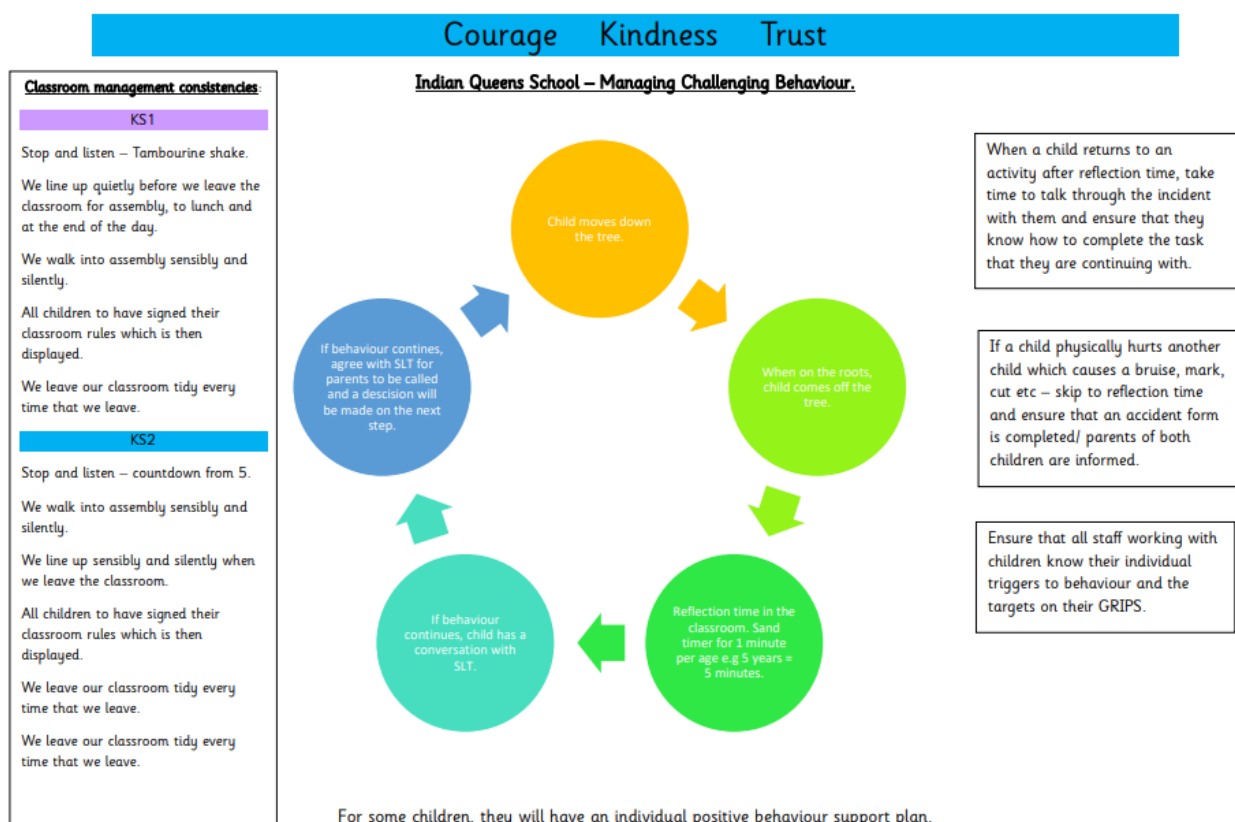 Courage Kindness Trust
Indian Queens School – Managing Challenging Behaviour.
Classroom management consistencies:
KS1
Stop and listen – Tambourine shake.
We line up quietly before we leave the
classroom for assembly, to lunch and
at the end of the day.
We walk into assembly sensibly and
silently.
All children to have signed their
classroom rules which is then
displayed.
We leave our classroom tidy every
time that we leave.
KS2
Stop and listen – countdown from 5.
We walk into assembly sensibly and
silently.
We line up sensibly and silently when
we leave the classroom.
All children to have signed their
classroom rules which is then
displayed.
We leave our classroom tidy every
time that we leave.
We leave our classroom tidy every
time that we leave.
Child moves down
the tree.
When on the roots,
child comes off the
tree.
Reflection time in the
classroom. Sand
timer for 1 minute
per age e.g 5 years =
5 minutes.
If behaviour
continues, child has a
conversation with
SLT.
If behaviour contines,
agree with SLT for
parents to be called
and a descision will
be made on the next
step.
When a child returns to an
activity after reflection time, take
time to talk through the incident
with them and ensure that they
know how to complete the task
that they are continuing with.
If a child physically hurts another
child which causes a bruise, mark,
cut etc – skip to reflection time
and ensure that an accident form
is completed/ parents of both
children are informed.
Ensure that all staff working with
children know their individual
triggers to behaviour and the
targets on their GRIPS.
For some children, they will have an individual positive behaviour support plan.